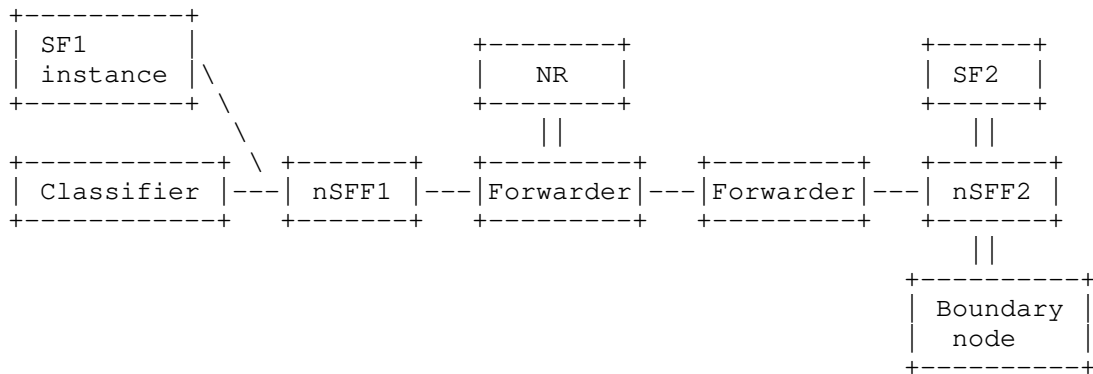 SF1
instance
NR
SF2
Classifier
nSFF1
Forwarder
Forwarder
nSFF2
Boundary
node